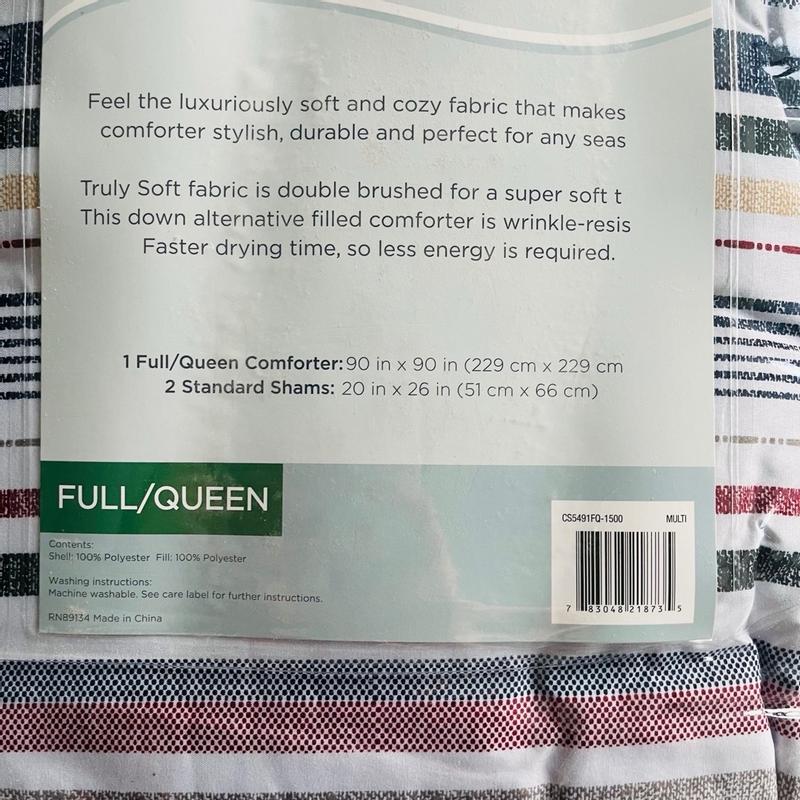 Feel the luxuriously soft and cozy fabric that makes
comforter stylish, durable and perfect for any seas
Truly Soft fabric is double brushed for a super soft t
This down alternative filled comforter is wrinkle-resis
Faster drying time, so less energy is required.
1 Full/Queen Comforter: 90 in x 90 in (229 cm x 229 cm
2 Standard Shams: 20 in x 26 in (51 cm x 66 cm)
FULL/QUEEN
Contents:
Shell: 100% Polyester Fill: 100% Polyester
Washing instructions:
Machine washable. See care label for further instructions.
RN89134 Made in China
CS5491FQ-1500 MULTI
7 83048 21873 5